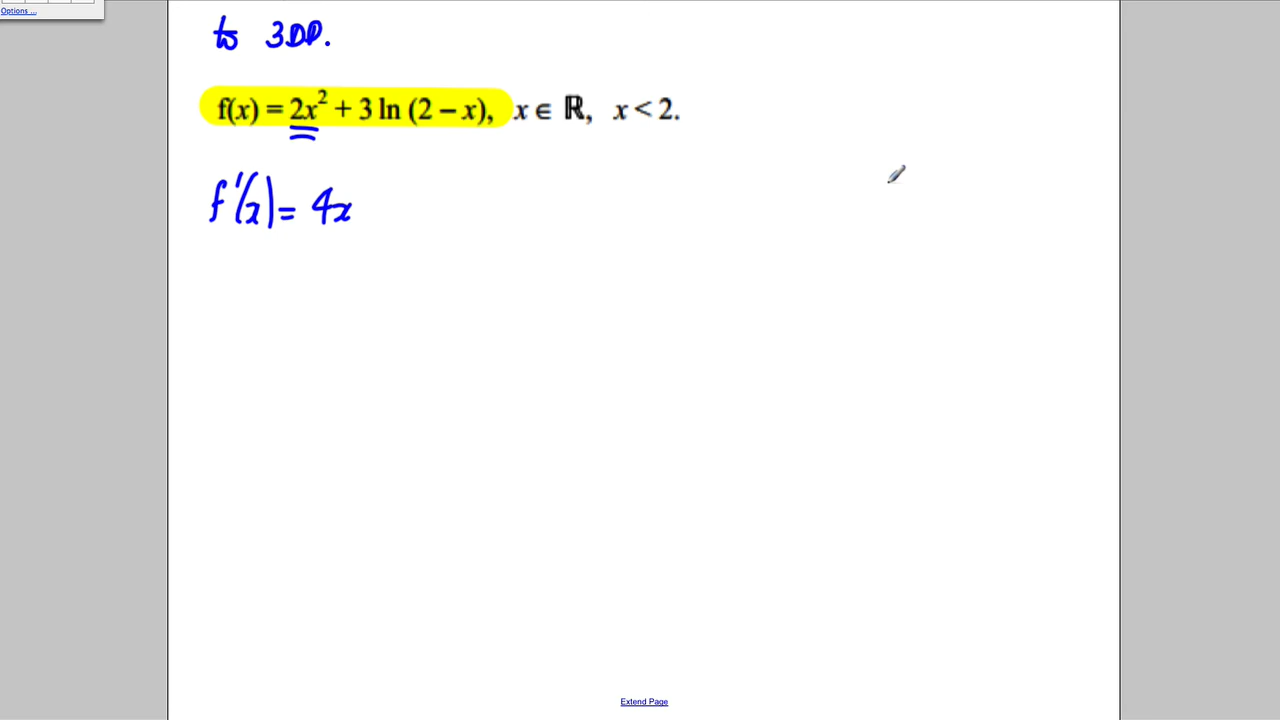 Options ...
to 3DP.
f(x) = 2x² + 3 ln (2 – x), x ∈ ℝ, x < 2.
f'(x) = 4x
Extend Page